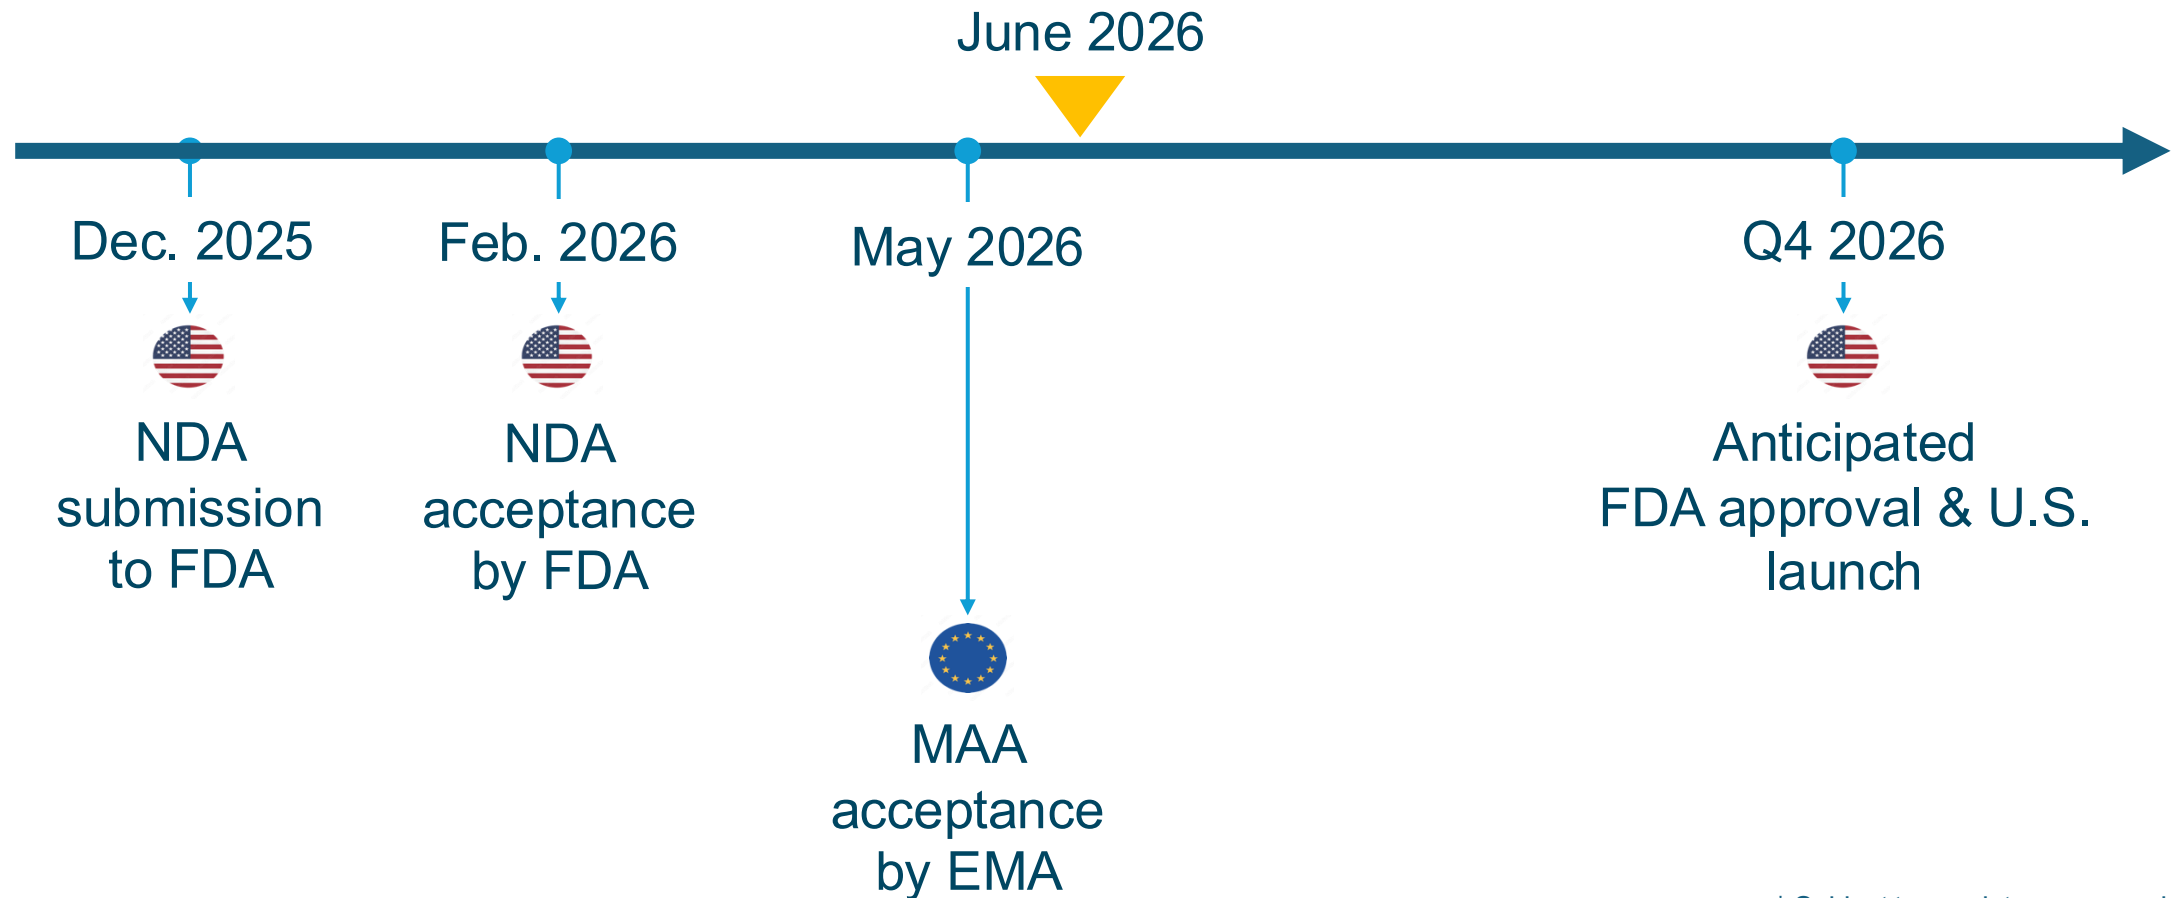 June 2026
Dec. 2025
NDA
submission
to FDA
Feb. 2026
NDA
acceptance
by FDA
May 2026
MAA
acceptance
by EMA
Q4 2026
Anticipated
FDA approval & U.S.
launch